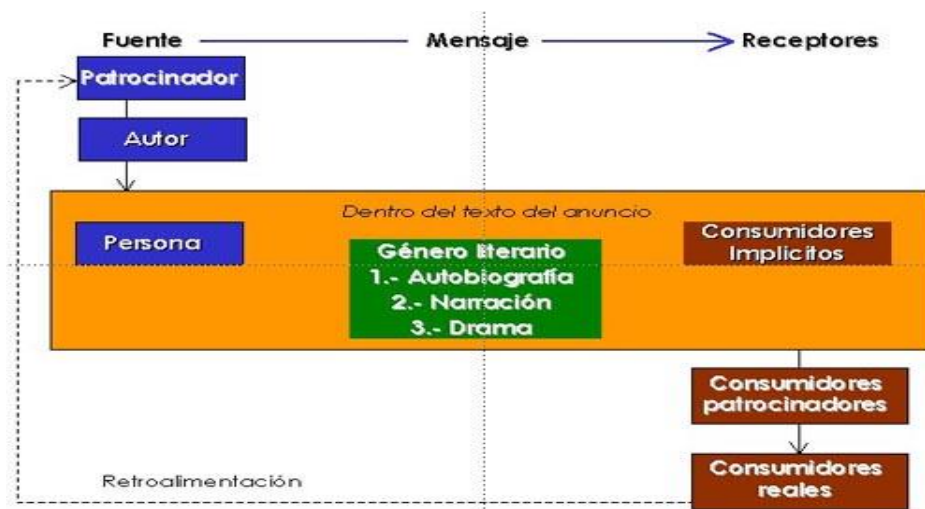 Fuente
Mensaje
Receptores
Patrocinador
Autor
Dentro del texto del anuncio
Persona
Género literario
1.- Autobiografía
2.- Narración
3.- Drama
Consumidores
Implicitos
Consumidores
patrocinadores
Consumidores
reales
Retroalimentación